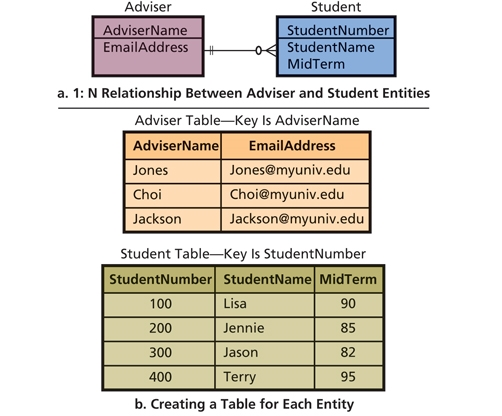 Adviser Student
AdviserName StudentNumber
EmailAddress StudentName
MidTerm
a. 1: N Relationship Between Adviser and Student Entities
Adviser Table—Key Is AdviserName
AdviserName EmailAddress
Jones Jones@myuniv.edu
Choi Choi@myuniv.edu
Jackson Jackson@myuniv.edu
Student Table—Key Is StudentNumber
StudentNumber StudentName MidTerm
100 Lisa 90
200 Jennie 85
300 Jason 82
400 Terry 95
b. Creating a Table for Each Entity